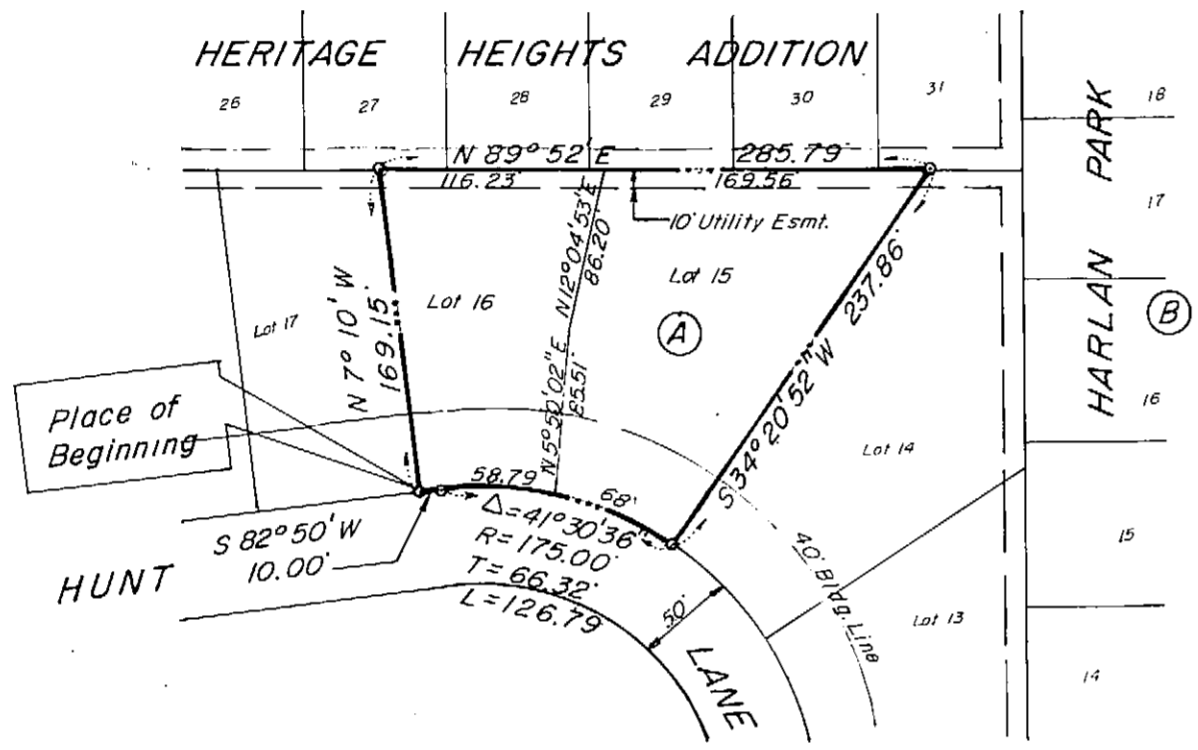 HERITAGE HEIGHTS ADDITION
26
27
28
29
30
31
18
HARLAN PARK
17
N 89° 52' E 285.79'
116.23'
169.56'
10' Utility Esmt.
N12°04'53"E
86.20'
Lot 15
Lot 16
Lot 17
A
B
N 7° 10' W
169.15'
237.86'
S 34° 20' 52" W
16
Place of
Beginning
N 5° 50' 02" E
85.51'
Lot 14
58.79
68'
S 82° 50' W
10.00'
Δ=41°30'36"
R=175.00'
T=66.32'
L=126.79
15
HUNT
LANE
50'
40' Bldg. Line
Lot 13
14